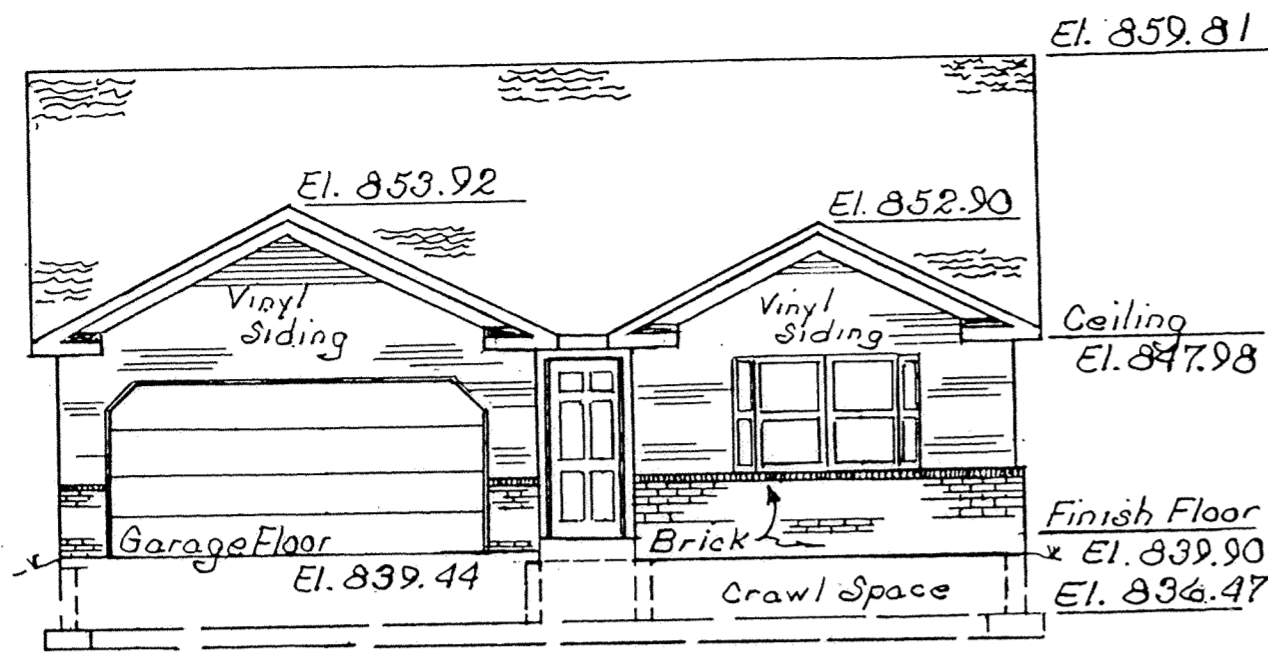 El. 859.81
El. 853.92
El. 852.90
Vinyl
Siding
Vinyl
Siding
Ceiling
El. 847.98
Finish Floor
El. 839.90
Garage Floor
El. 839.44
Brick
Crawl Space
El. 836.47